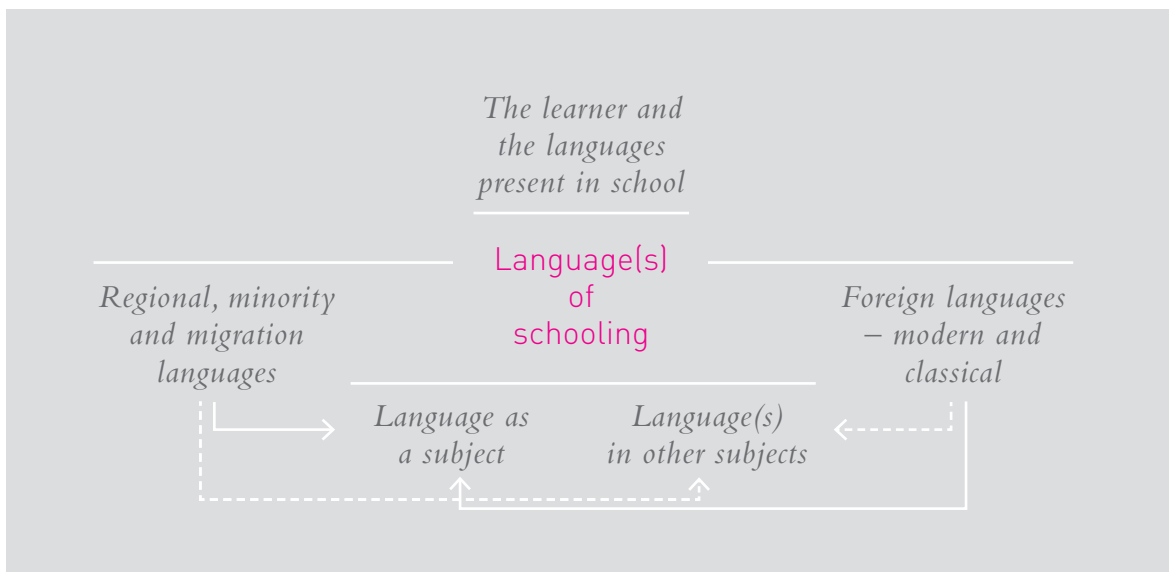 The learner and
the languages
present in school
Language(s)
of
schooling
Regional, minority
and migration
languages
Foreign languages
– modern and
classical
Language as
a subject
Language(s)
in other subjects